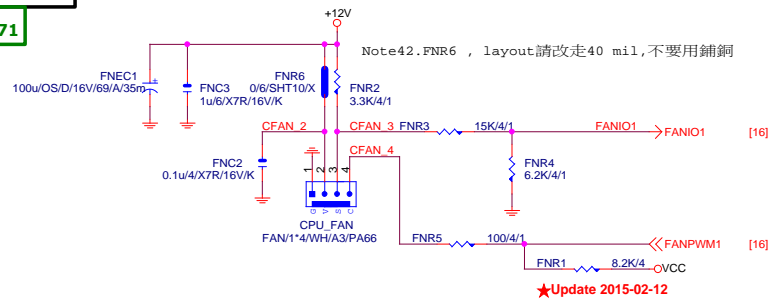 71
+12V
Note42.FNR6 , layout請改走40 mil,不要用鋪銅
FNEC1
100u/OS/D/16V/69/A/35m
+
FNC3
1u/6/X7R/16V/K
FNR6
0/6/SHT10/X
FNR2
3.3K/4/1
CFAN_2
CFAN_3
FNR3
15K/4/1
FANIO1
FANIO1
[16]
CFAN_4
FNC2
0.1u/4/X7R/16V/K
FNR4
6.2K/4/1
1
2
3
4
G
V
S
C
CPU_FAN
FAN/1*4/WH/A3/PA66
FNR5
100/4/1
FANPWM1
[16]
FNR1
8.2K/4
VCC
★Update 2015-02-12